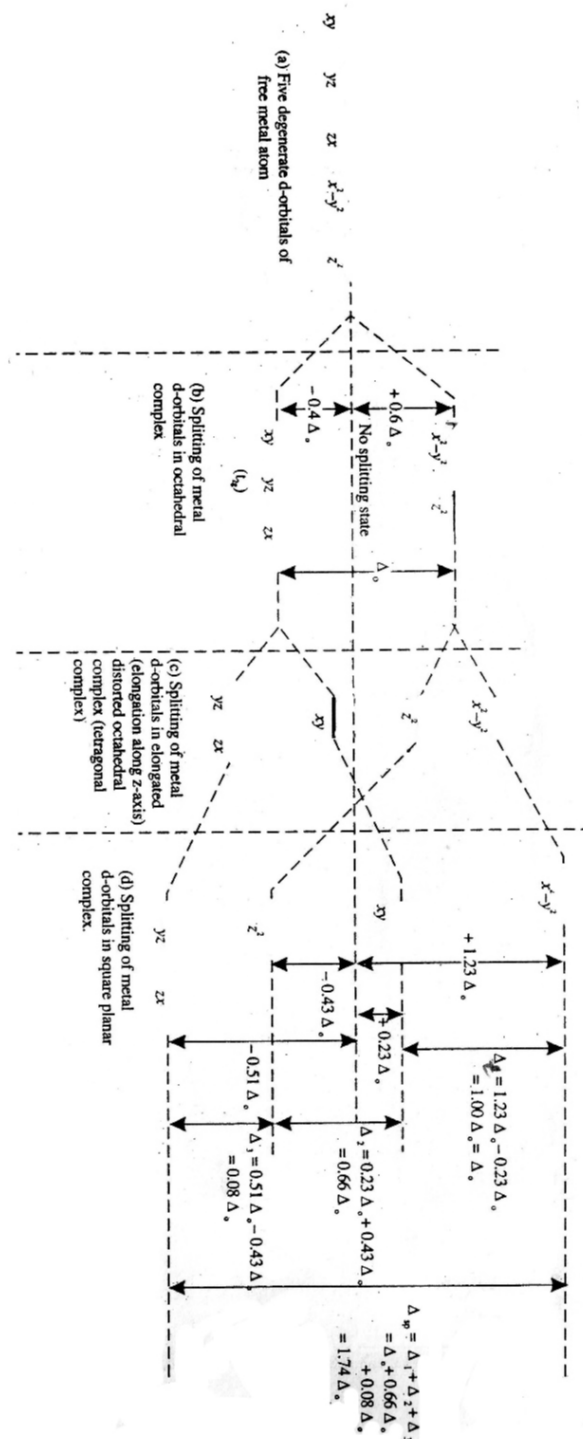 xy yz zx x²–y² z²
(a) Five degenerate d-orbitals of
free metal atom
x²–y² z²
+ 0.6 Δₒ
No splitting state
– 0.4 Δₒ
Δₒ
xy yz zx
(t₂g)
(b) Splitting of metal
d-orbitals in octahedral
complex
x²–y²
z²
xy
yz zx
(c) Splitting of metal
d-orbitals in elongated
(elongation along z-axis)
distorted octahedral
complex (tetragonal
complex)
x²–y²
xy
z²
yz zx
+ 1.23 Δₒ
+ 0.23 Δₒ
– 0.43 Δₒ
– 0.51 Δₒ
= 1.23 Δₒ – 0.23 Δₒ
= 1.00 Δₒ = Δₒ
Δ₂ = 0.23 Δₒ + 0.43 Δₒ
= 0.66 Δₒ
Δ₃ = 0.51 Δₒ – 0.43 Δₒ
= 0.08 Δₒ
Δsp = Δ₁ + Δ₂ + Δ₃
= Δₒ + 0.66 Δₒ
+ 0.08 Δₒ
= 1.74 Δₒ
(d) Splitting of metal
d-orbitals in square planar
complex.